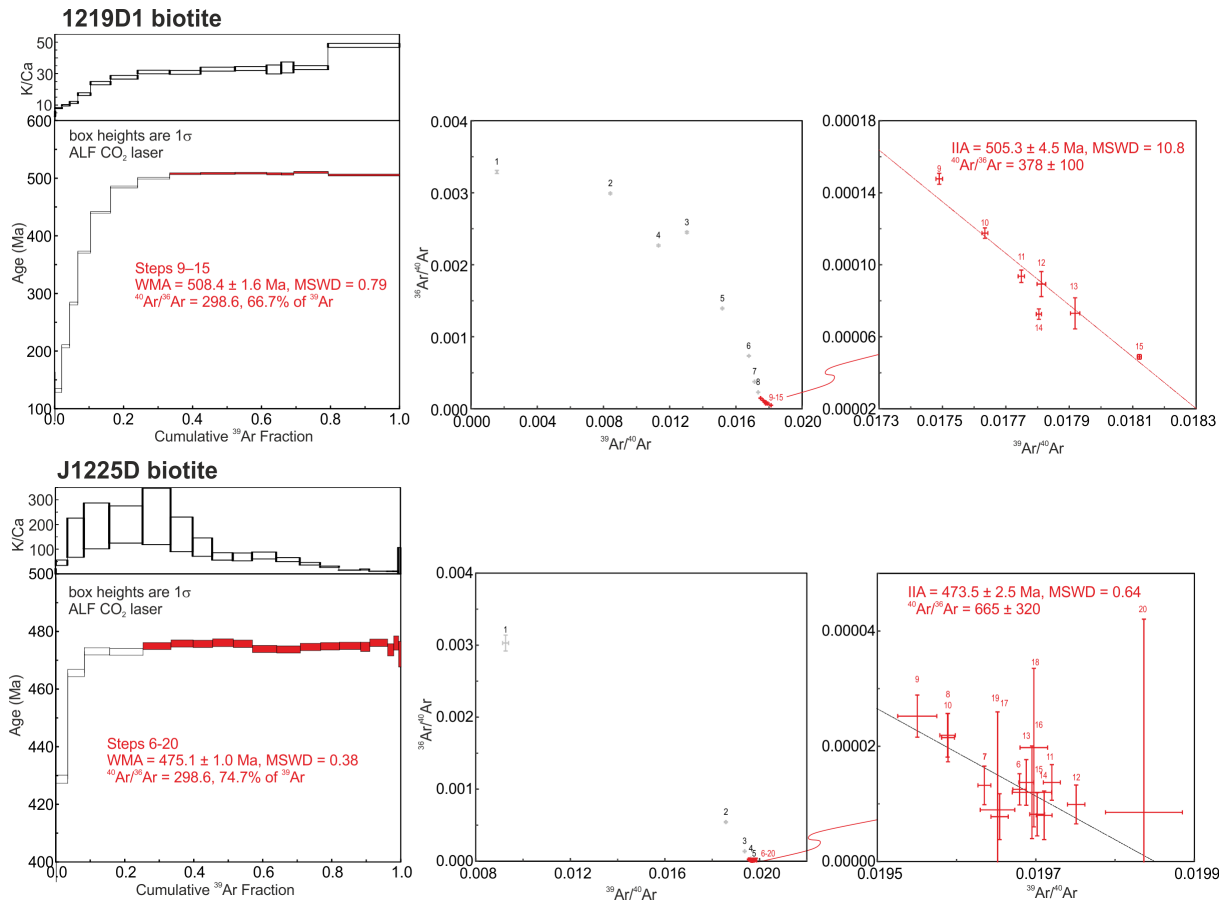 1219D1 biotite
50
30
10
K/Ca
600
500
400
300
200
100
Age (Ma)
box heights are 1σ
ALF CO₂ laser
Steps 9–15
WMA = 508.4 ± 1.6 Ma, MSWD = 0.79
⁴⁰Ar/³⁶Ar = 298.6, 66.7% of ³⁹Ar
0.0 0.2 0.4 0.6 0.8 1.0
Cumulative ³⁹Ar Fraction
0.004
0.003
0.002
0.001
0.000
³⁶Ar/⁴⁰Ar
1
2
3
4
5
6
7
8
9-15
0.000 0.004 0.008 0.012 0.016 0.020
³⁹Ar/⁴⁰Ar
0.00018
0.00014
0.00010
0.00006
0.00002
IIA = 505.3 ± 4.5 Ma, MSWD = 10.8
⁴⁰Ar/³⁶Ar = 378 ± 100
9
10
11
12
13
14
15
0.0173 0.0175 0.0177 0.0179 0.0181 0.0183
³⁹Ar/⁴⁰Ar
J1225D biotite
300
200
100
K/Ca
500
480
460
440
420
400
Age (Ma)
box heights are 1σ
ALF CO₂ laser
Steps 6-20
WMA = 475.1 ± 1.0 Ma, MSWD = 0.38
⁴⁰Ar/³⁶Ar = 298.6, 74.7% of ³⁹Ar
0.0 0.2 0.4 0.6 0.8 1.0
Cumulative ³⁹Ar Fraction
0.004
0.003
0.002
0.001
0.000
³⁶Ar/⁴⁰Ar
1
2
3
4
5
6-20
0.000 0.004 0.008 0.012 0.016 0.020
³⁹Ar/⁴⁰Ar
0.00004
0.00002
0.00000
IIA = 473.5 ± 2.5 Ma, MSWD = 0.64
⁴⁰Ar/³⁶Ar = 665 ± 320
20
18
9
8
10
19
17
16
13
11
7
6
15
14
12
0.0195 0.0197 0.0199
³⁹Ar/⁴⁰Ar